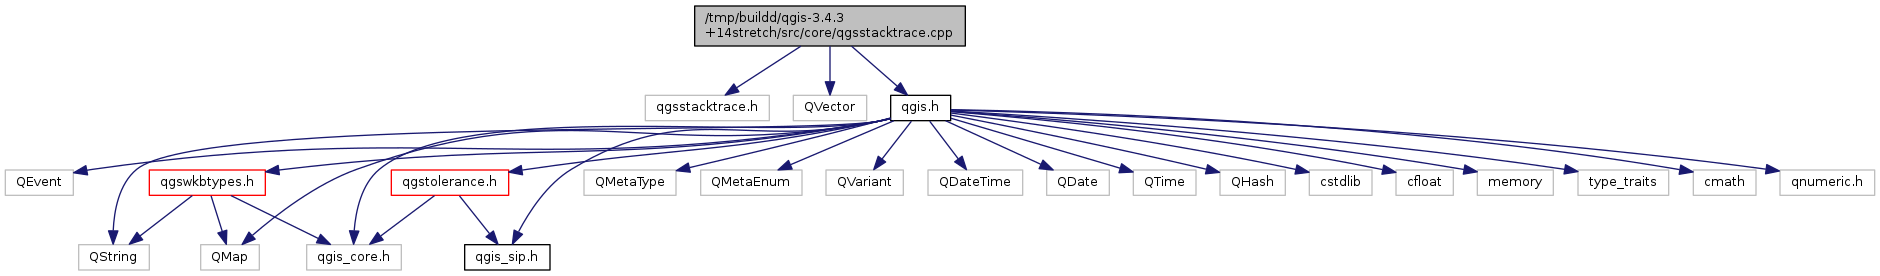 /tmp/buildd/qgis-3.4.3
+14stretch/src/core/qgsstacktrace.cpp
qgsstacktrace.h
QVector
qgis.h
QEvent
qgswkbtypes.h
qgstolerance.h
QMetaType
QMetaEnum
QVariant
QDateTime
QDate
QTime
QHash
cstdlib
cfloat
memory
type_traits
cmath
qnumeric.h
QString
QMap
qgis_core.h
qgis_sip.h